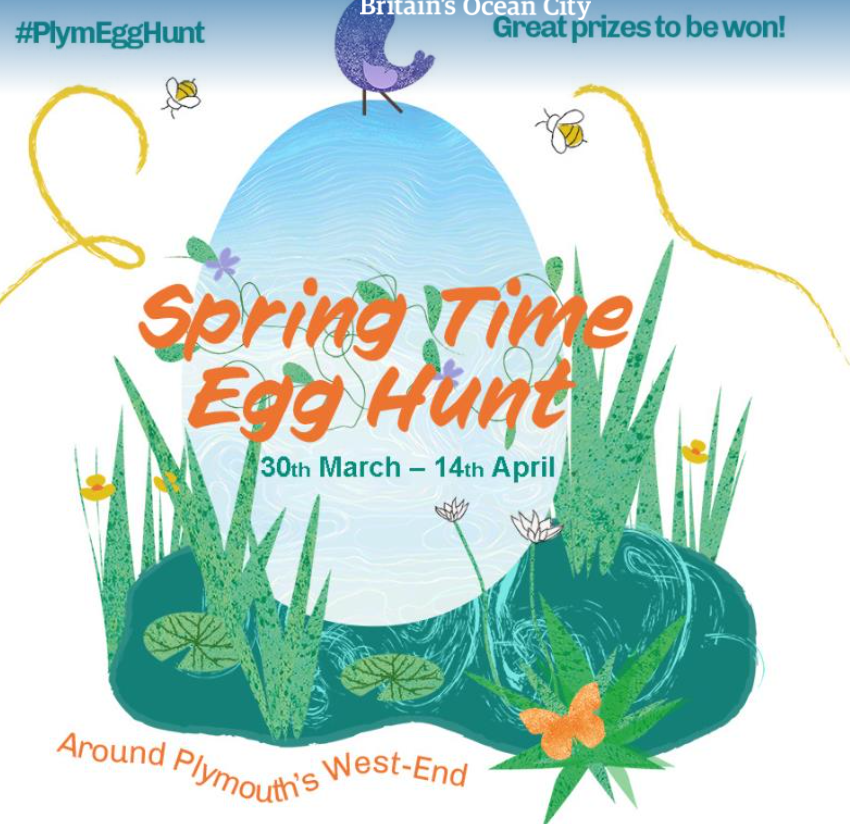 Britain's Ocean City
#PlymEggHunt
Great prizes to be won!
Spring Time
Egg Hunt
30th March – 14th April
Around Plymouth's West-End